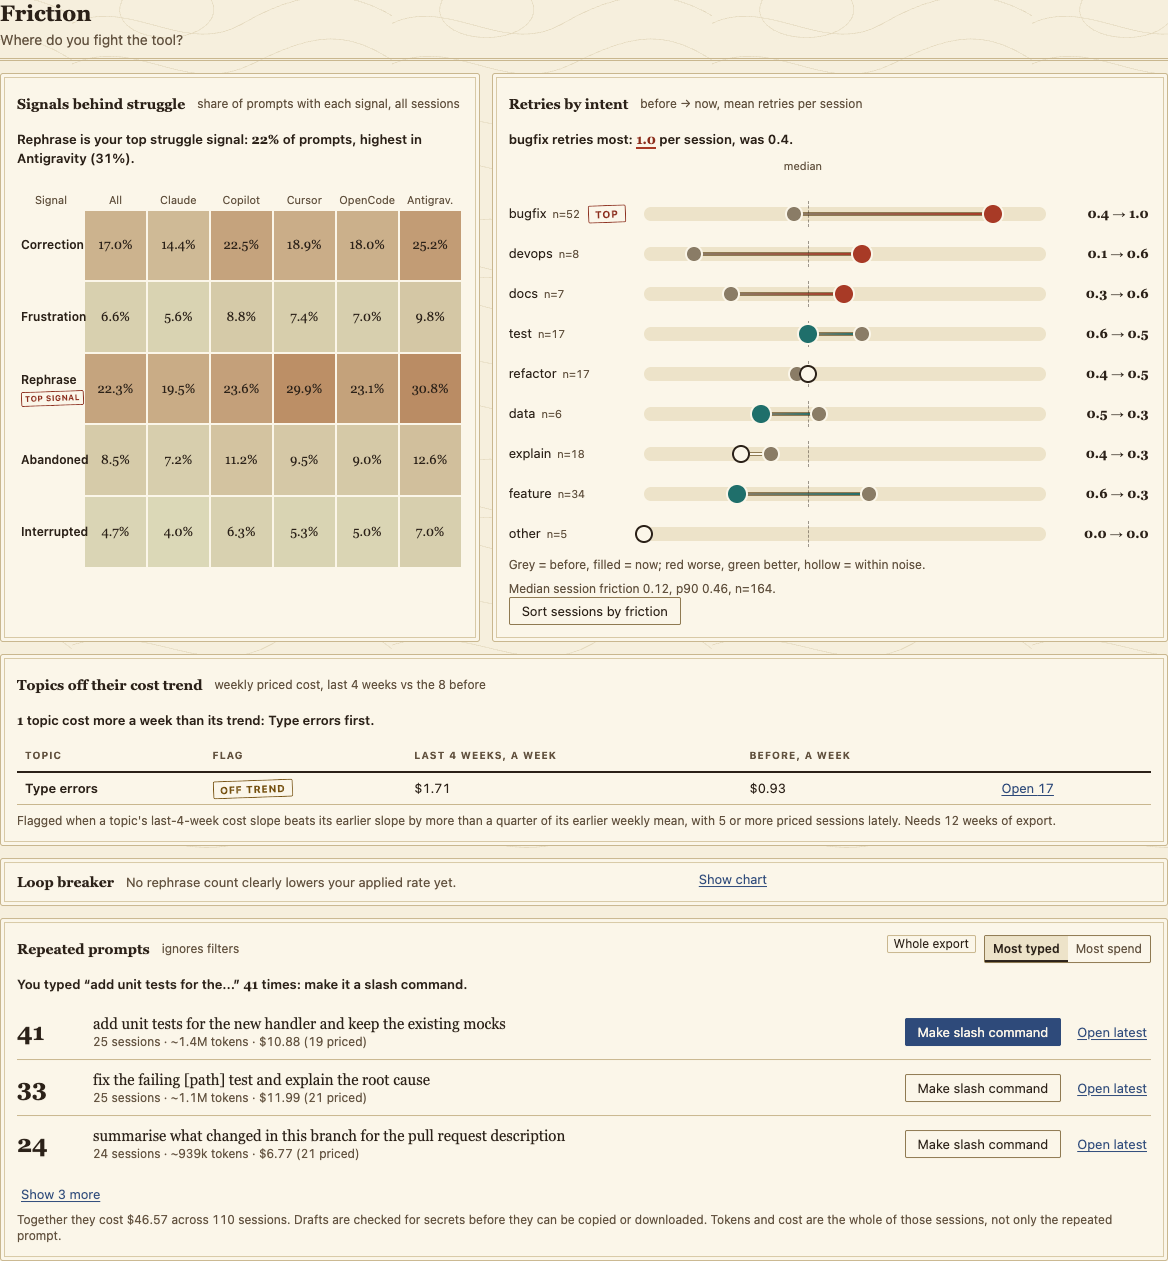 Friction
Where do you fight the tool?
Signals behind struggle share of prompts with each signal, all sessions
Rephrase is your top struggle signal: 22% of prompts, highest in
Antigravity (31%).
Signal All Claude Copilot Cursor OpenCode Antigrav.
Correction 17.0% 14.4% 22.5% 18.9% 18.0% 25.2%
Frustration 6.6% 5.6% 8.8% 7.4% 7.0% 9.8%
Rephrase 22.3% 19.5% 23.6% 29.9% 23.1% 30.8%
TOP SIGNAL
Abandoned 8.5% 7.2% 11.2% 9.5% 9.0% 12.6%
Interrupted 4.7% 4.0% 6.3% 5.3% 5.0% 7.0%
Retries by intent before → now, mean retries per session
bugfix retries most: 1.0 per session, was 0.4.
median
bugfix n=52 TOP 0.4 → 1.0
devops n=8 0.1 → 0.6
docs n=7 0.3 → 0.6
test n=17 0.6 → 0.5
refactor n=17 0.4 → 0.5
data n=6 0.5 → 0.3
explain n=18 0.4 → 0.3
feature n=34 0.6 → 0.3
other n=5 0.0 → 0.0
Grey = before, filled = now; red worse, green better, hollow = within noise.
Median session friction 0.12, p90 0.46, n=164.
Sort sessions by friction
Topics off their cost trend weekly priced cost, last 4 weeks vs the 8 before
1 topic cost more a week than its trend: Type errors first.
TOPIC FLAG LAST 4 WEEKS, A WEEK BEFORE, A WEEK
Type errors OFF TREND $1.71 $0.93 Open 17
Flagged when a topic's last-4-week cost slope beats its earlier slope by more than a quarter of its earlier weekly mean, with 5 or more priced sessions lately. Needs 12 weeks of export.
Loop breaker No rephrase count clearly lowers your applied rate yet. Show chart
Repeated prompts ignores filters Whole export Most typed Most spend
You typed “add unit tests for the…” 41 times: make it a slash command.
41 add unit tests for the new handler and keep the existing mocks Make slash command Open latest
25 sessions · ~1.4M tokens · $10.88 (19 priced)
33 fix the failing [path] test and explain the root cause Make slash command Open latest
25 sessions · ~1.1M tokens · $11.99 (21 priced)
24 summarise what changed in this branch for the pull request description Make slash command Open latest
24 sessions · ~939k tokens · $6.77 (21 priced)
Show 3 more
Together they cost $46.57 across 110 sessions. Drafts are checked for secrets before they can be copied or downloaded. Tokens and cost are the whole of those sessions, not only the repeated
prompt.